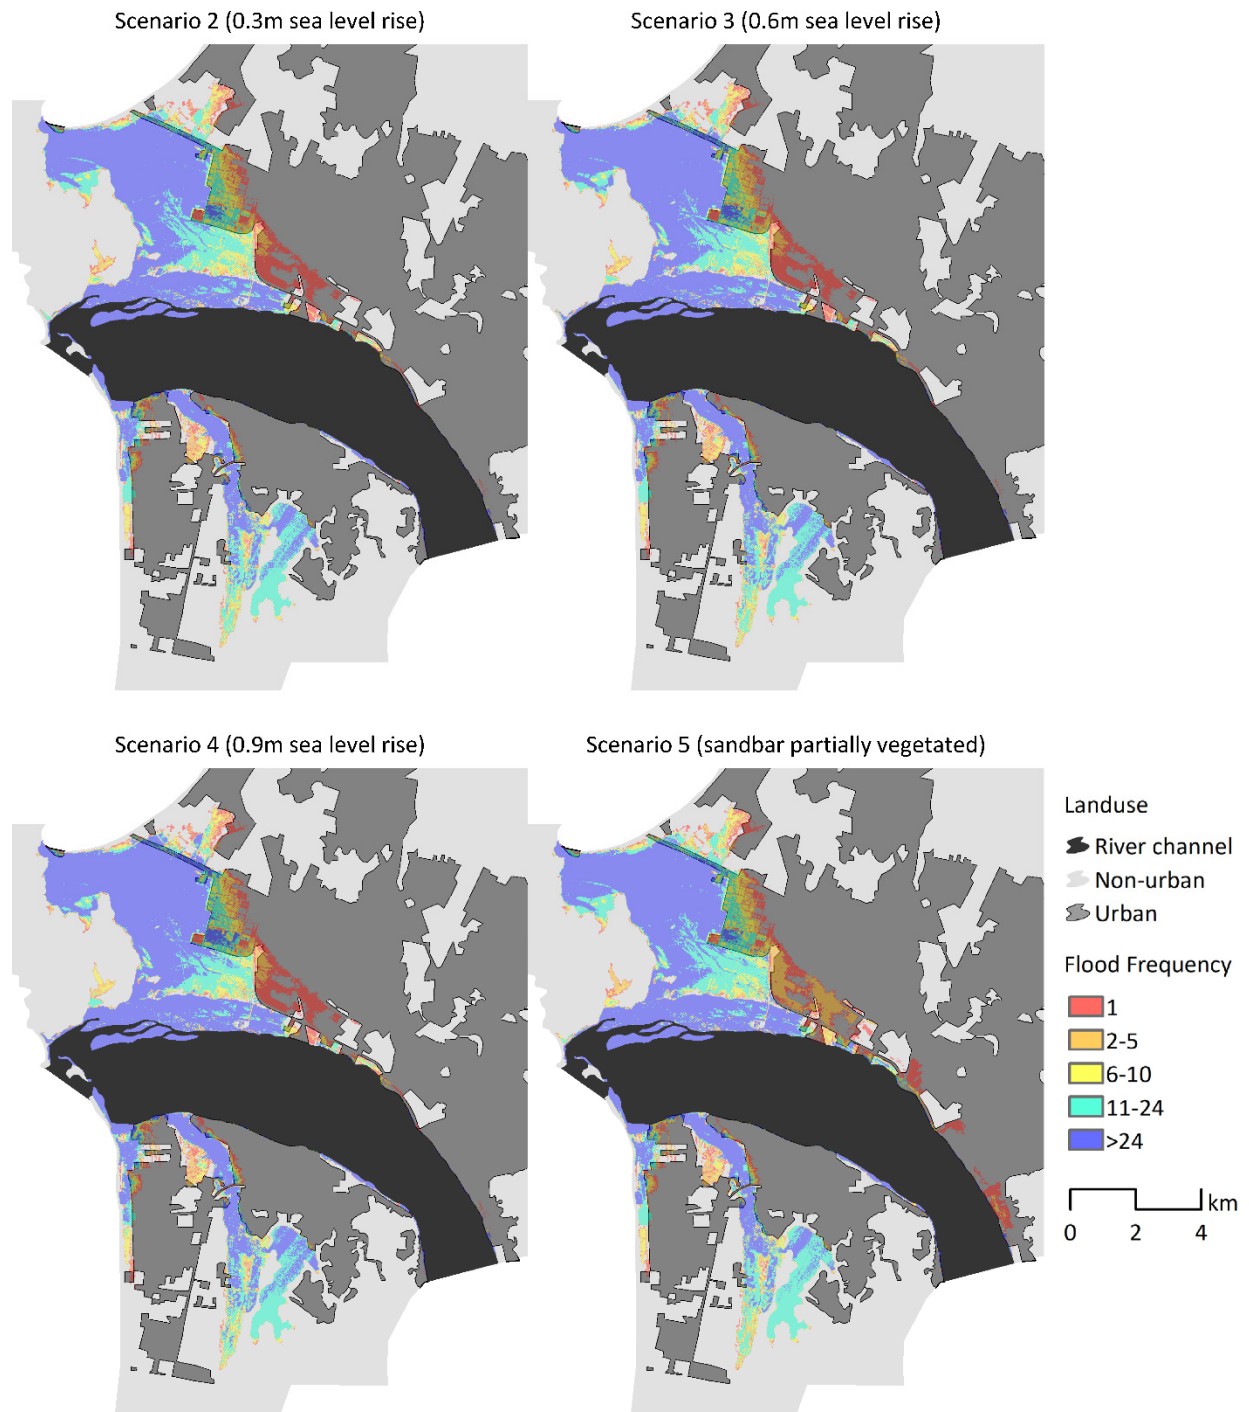 Scenario 2 (0.3m sea level rise)
Scenario 3 (0.6m sea level rise)
Scenario 4 (0.9m sea level rise)
Scenario 5 (sandbar partially vegetated)
Landuse
River channel
Non-urban
Urban
Flood Frequency
1
2-5
6-10
11-24
>24
km
0 2 4